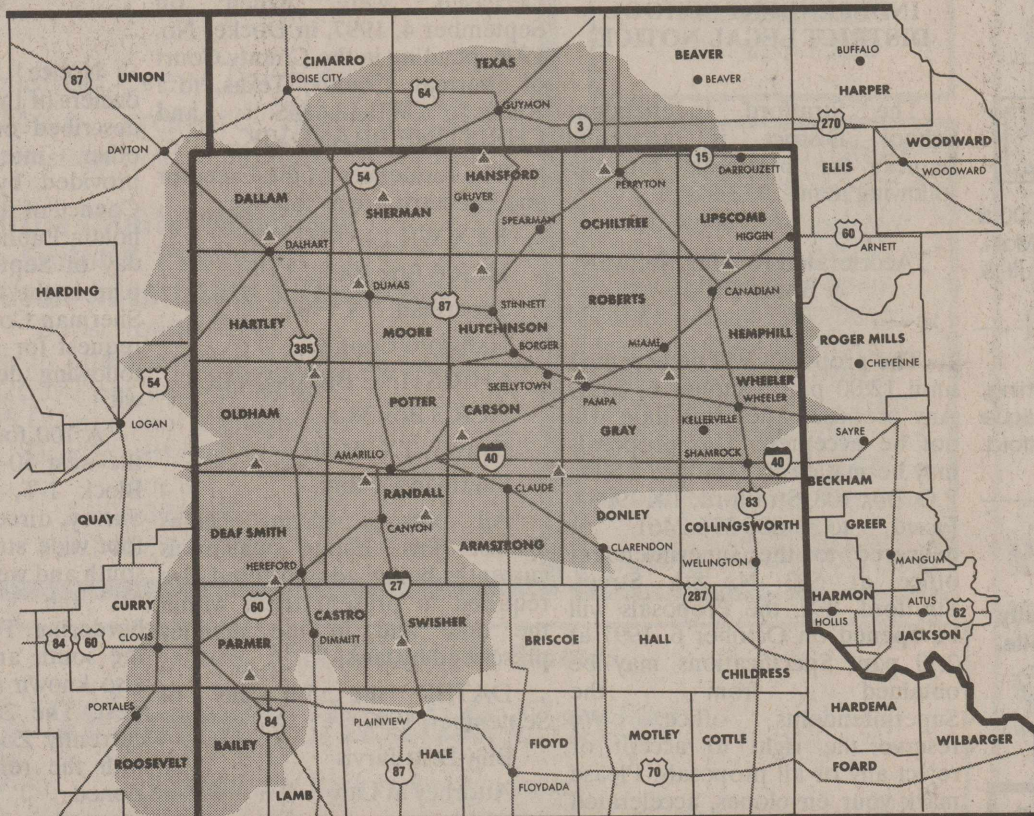 UNION
87
CIMARRO
BOISE CITY
TEXAS
64
GUYMON
3
BEAVER
BEAVER
BUFFALO
HARPER
270
WOODWARD
WOODWARD
ELLIS
DAYTON
DALLAM
54
SHERMAN
HANSFORD
GRUVER
SPEARMAN
PERRYTON
15
DARROUZETT
OCHILTREE
LIPSCOMB
HIGGIN
60
ARNETT
DALHART
HARDING
DUMAS
87
STINNETT
ROBERTS
CANADIAN
HARTLEY
385
MOORE
HUTCHINSON
BORGER
MIAME
HEMPHILL
ROGER MILLS
CHEYENNE
54
LOGAN
OLDHAM
POTTER
SKELLYTOWN
CARSON
PAMPA
GRAY
WHEELER
WHEELER
KELLERVILLE
SAYRE
AMARILLO
40
SHAMROCK
40
BECKHAM
QUAY
RANDALL
CLAUDE
83
DEAF SMITH
CANYON
DONLEY
COLLINGSWORTH
GREER
ARMSTRONG
CLARENDON
MANGUM
HEREFORD
WELLINGTON
27
287
CURRY
60
CASTRO
SWISHER
HARMON
HOLLIS
ALTUS
62
84
60
CLOVIS
PARMER
DIMMITT
BRISCOE
HALL
JACKSON
CHILDRESS
PORTALES
84
PLAINVIEW
HARDEMA
BAILEY
HALE
FIOYD
MOTLEY
COTTLE
WILBARGER
ROOSEVELT
87
70
FOARD
LAMB
FLOYDADA